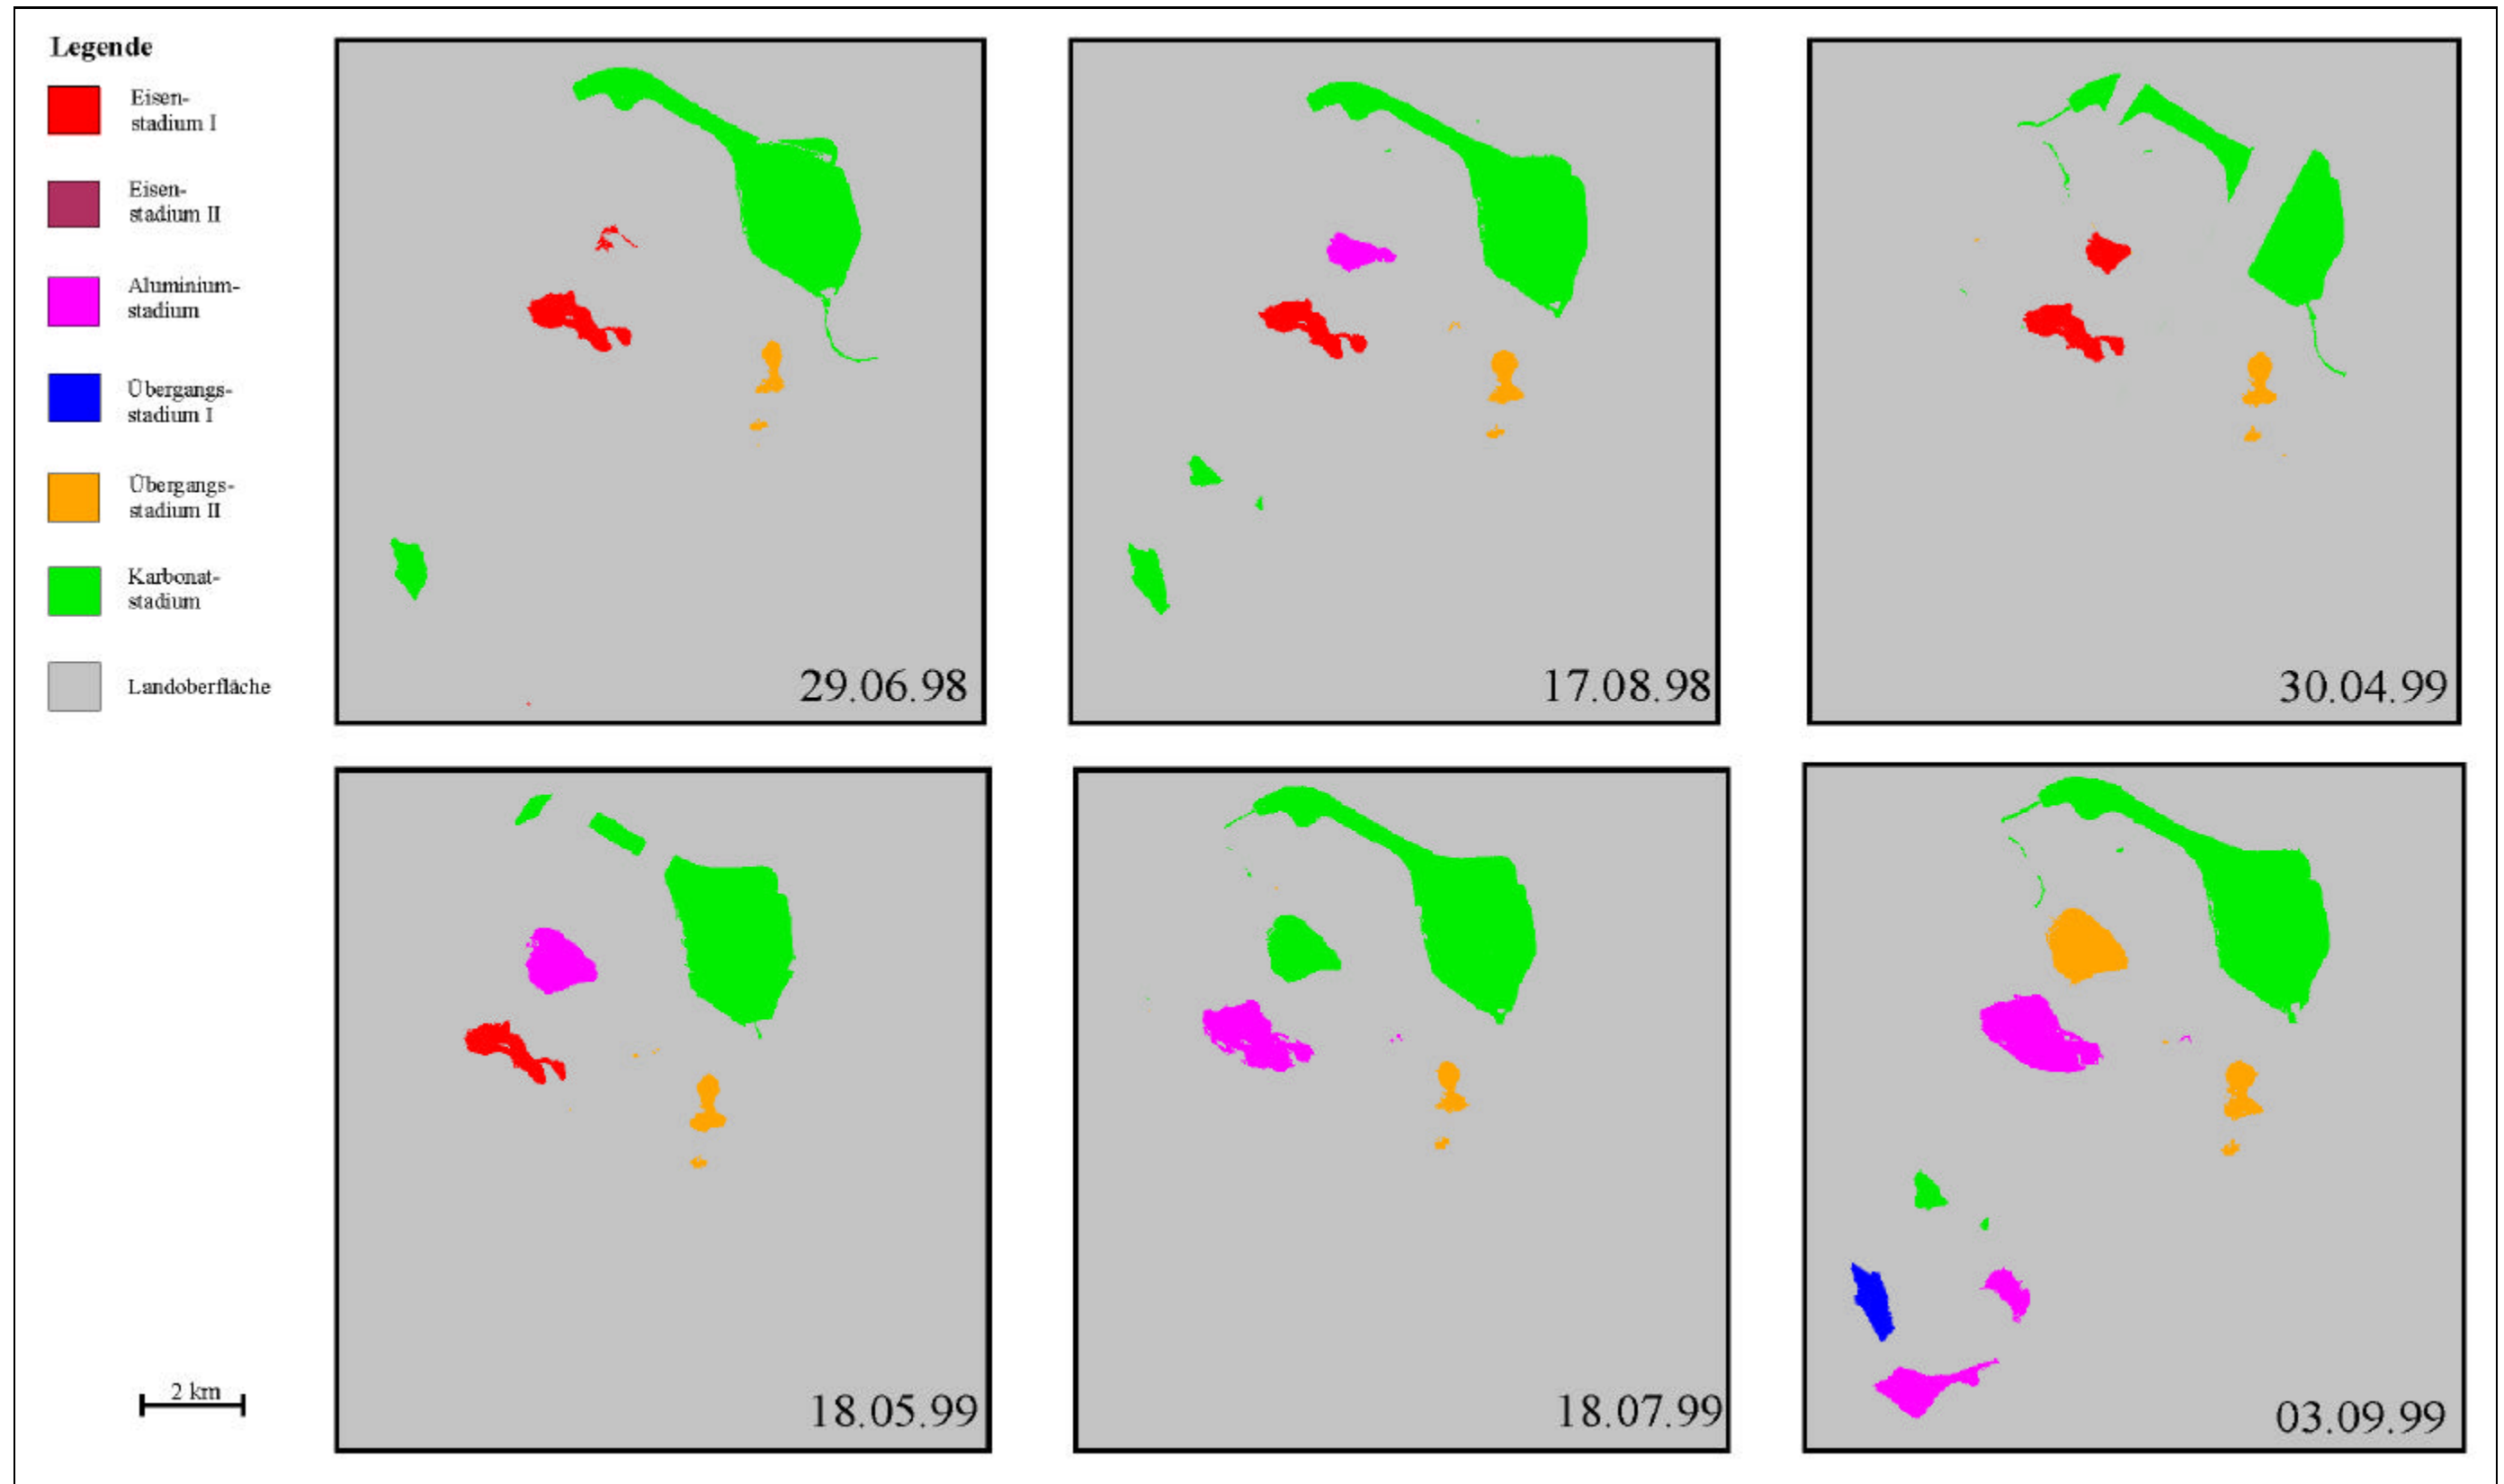 Legende
Eisen-
stadium I
Eisen-
stadium II
Aluminium-
stadium
Übergangs-
stadium I
Übergangs-
stadium II
Karbonat-
stadium
Landoberfläche
2 km
29.06.98
17.08.98
30.04.99
18.05.99
18.07.99
03.09.99